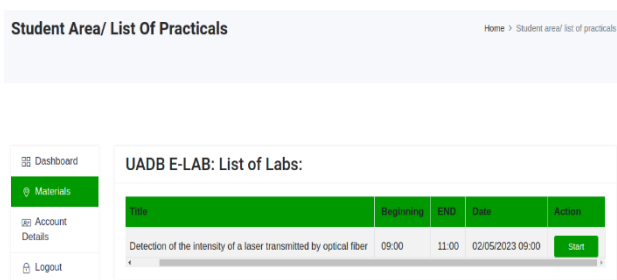 Student Area/ List Of Practicals
Home > Student area/ list of practicals
Dashboard
UADB E-LAB: List of Labs:
Materials
Title Beginning END Date Action
Account
Details
Detection of the intensity of a laser transmitted by optical fiber 09:00 11:00 02/05/2023 09:00 Start
Logout